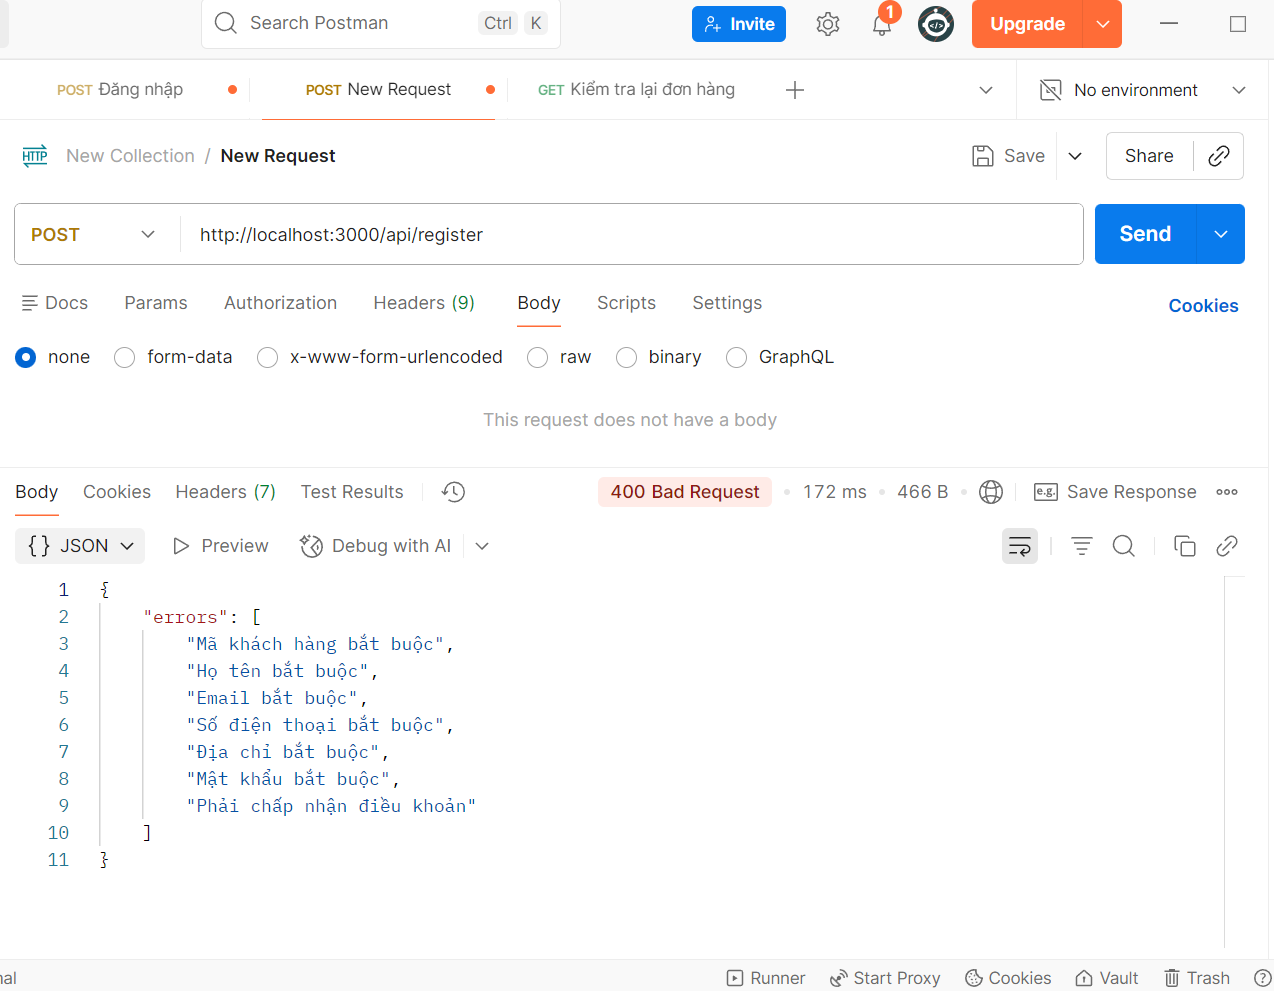 Search Postman Ctrl K Invite 1 Upgrade
POST Đăng nhập POST New Request GET Kiểm tra lại đơn hàng No environment
HTTP New Collection / New Request Save Share
POST http://localhost:3000/api/register Send
Docs Params Authorization Headers (9) Body Scripts Settings Cookies
none form-data x-www-form-urlencoded raw binary GraphQL
This request does not have a body
Body Cookies Headers (7) Test Results 400 Bad Request 172 ms 466 B e.g. Save Response
{} JSON Preview Debug with AI
1 {
2 "errors": [
3 "Mã khách hàng bắt buộc",
4 "Họ tên bắt buộc",
5 "Email bắt buộc",
6 "Số điện thoại bắt buộc",
7 "Địa chỉ bắt buộc",
8 "Mật khẩu bắt buộc",
9 "Phải chấp nhận điều khoản"
10 ]
11 }
Runner Start Proxy Cookies Vault Trash